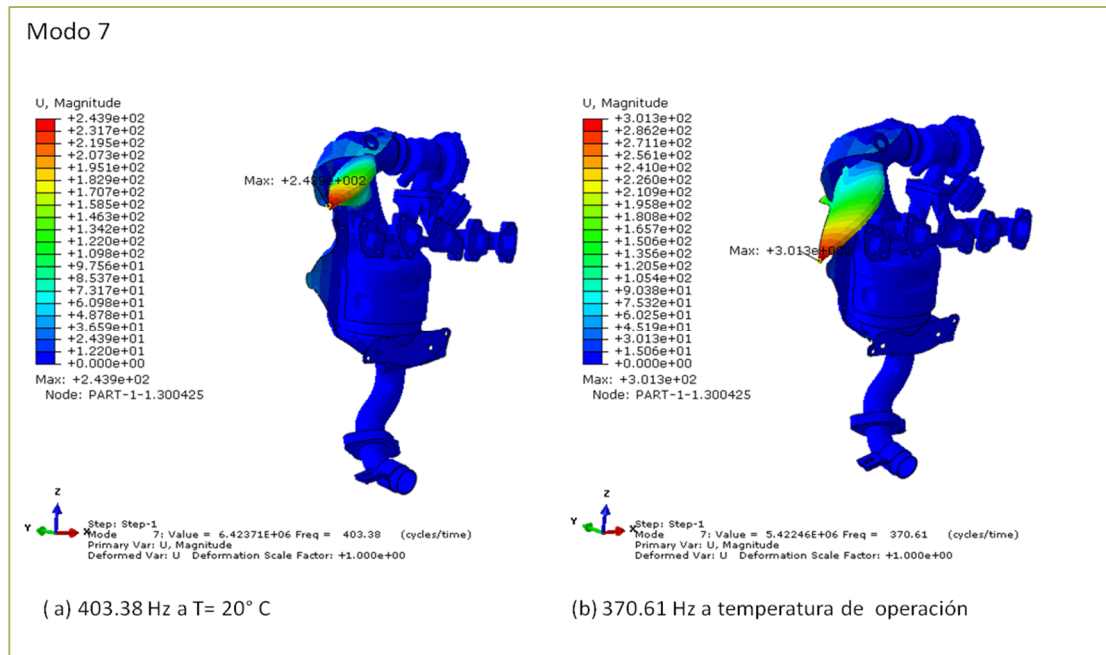 Modo 7
U, Magnitude
+2.439e+02
+2.317e+02
+2.195e+02
+2.073e+02
+1.951e+02
+1.829e+02
+1.707e+02
+1.585e+02
+1.463e+02
+1.342e+02
+1.220e+02
+1.098e+02
+9.756e+01
+8.537e+01
+7.317e+01
+6.098e+01
+4.878e+01
+3.659e+01
+2.439e+01
+1.220e+01
+0.000e+00
Max: +2.439e+02
Node: PART-1-1.300425
Max: +2.439e+002
Z
Y
X
Step: Step-1
Mode 7: Value = 6.42371E+06 Freq = 403.38 (cycles/time)
Primary Var: U, Magnitude
Deformed Var: U Deformation Scale Factor: +1.000e+00
( a) 403.38 Hz a T= 20° C
U, Magnitude
+3.013e+02
+2.862e+02
+2.711e+02
+2.561e+02
+2.410e+02
+2.260e+02
+2.109e+02
+1.958e+02
+1.808e+02
+1.657e+02
+1.506e+02
+1.356e+02
+1.205e+02
+1.054e+02
+9.038e+01
+7.532e+01
+6.025e+01
+4.519e+01
+3.013e+01
+1.506e+01
+0.000e+00
Max: +3.013e+02
Node: PART-1-1.300425
Max: +3.013e+002
Z
Y
X
Step: Step-1
Mode 7: Value = 5.42246E+06 Freq = 370.61 (cycles/time)
Primary Var: U, Magnitude
Deformed Var: U Deformation Scale Factor: +1.000e+00
(b) 370.61 Hz a temperatura de operación